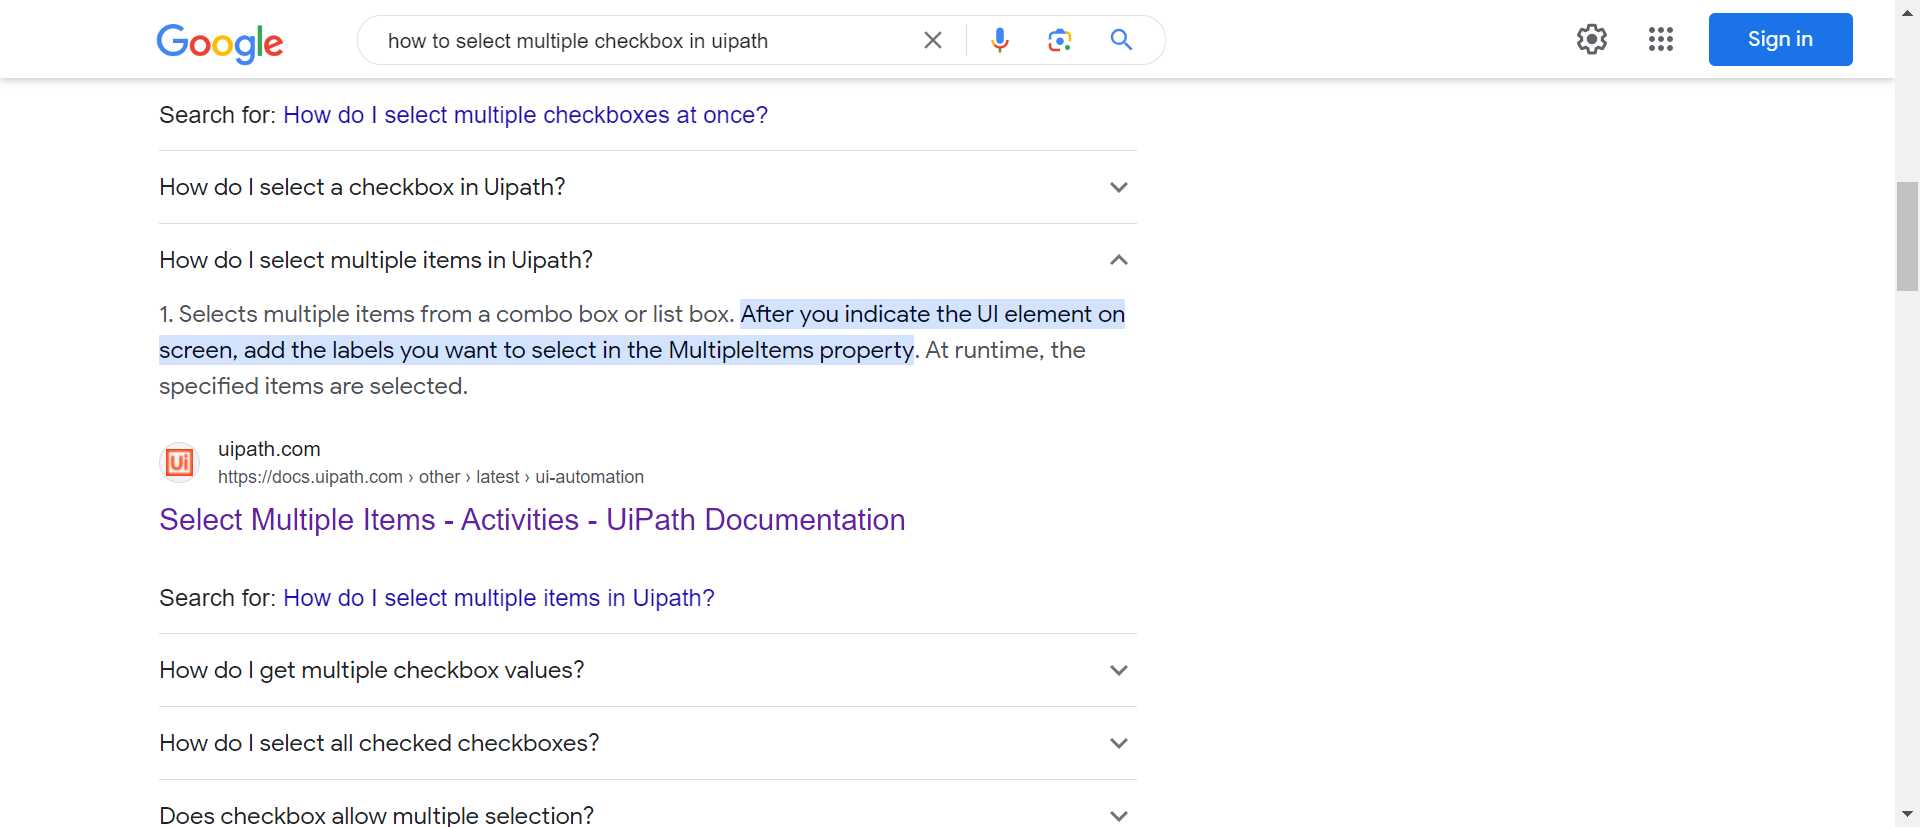 Google
how to select multiple checkbox in uipath
Sign in
Search for: How do I select multiple checkboxes at once?
How do I select a checkbox in Uipath?
How do I select multiple items in Uipath?
1. Selects multiple items from a combo box or list box. After you indicate the UI element on
screen, add the labels you want to select in the MultipleItems property. At runtime, the
specified items are selected.
Ui
uipath.com
https://docs.uipath.com › other › latest › ui-automation
Select Multiple Items - Activities - UiPath Documentation
Search for: How do I select multiple items in Uipath?
How do I get multiple checkbox values?
How do I select all checked checkboxes?
Does checkbox allow multiple selection?